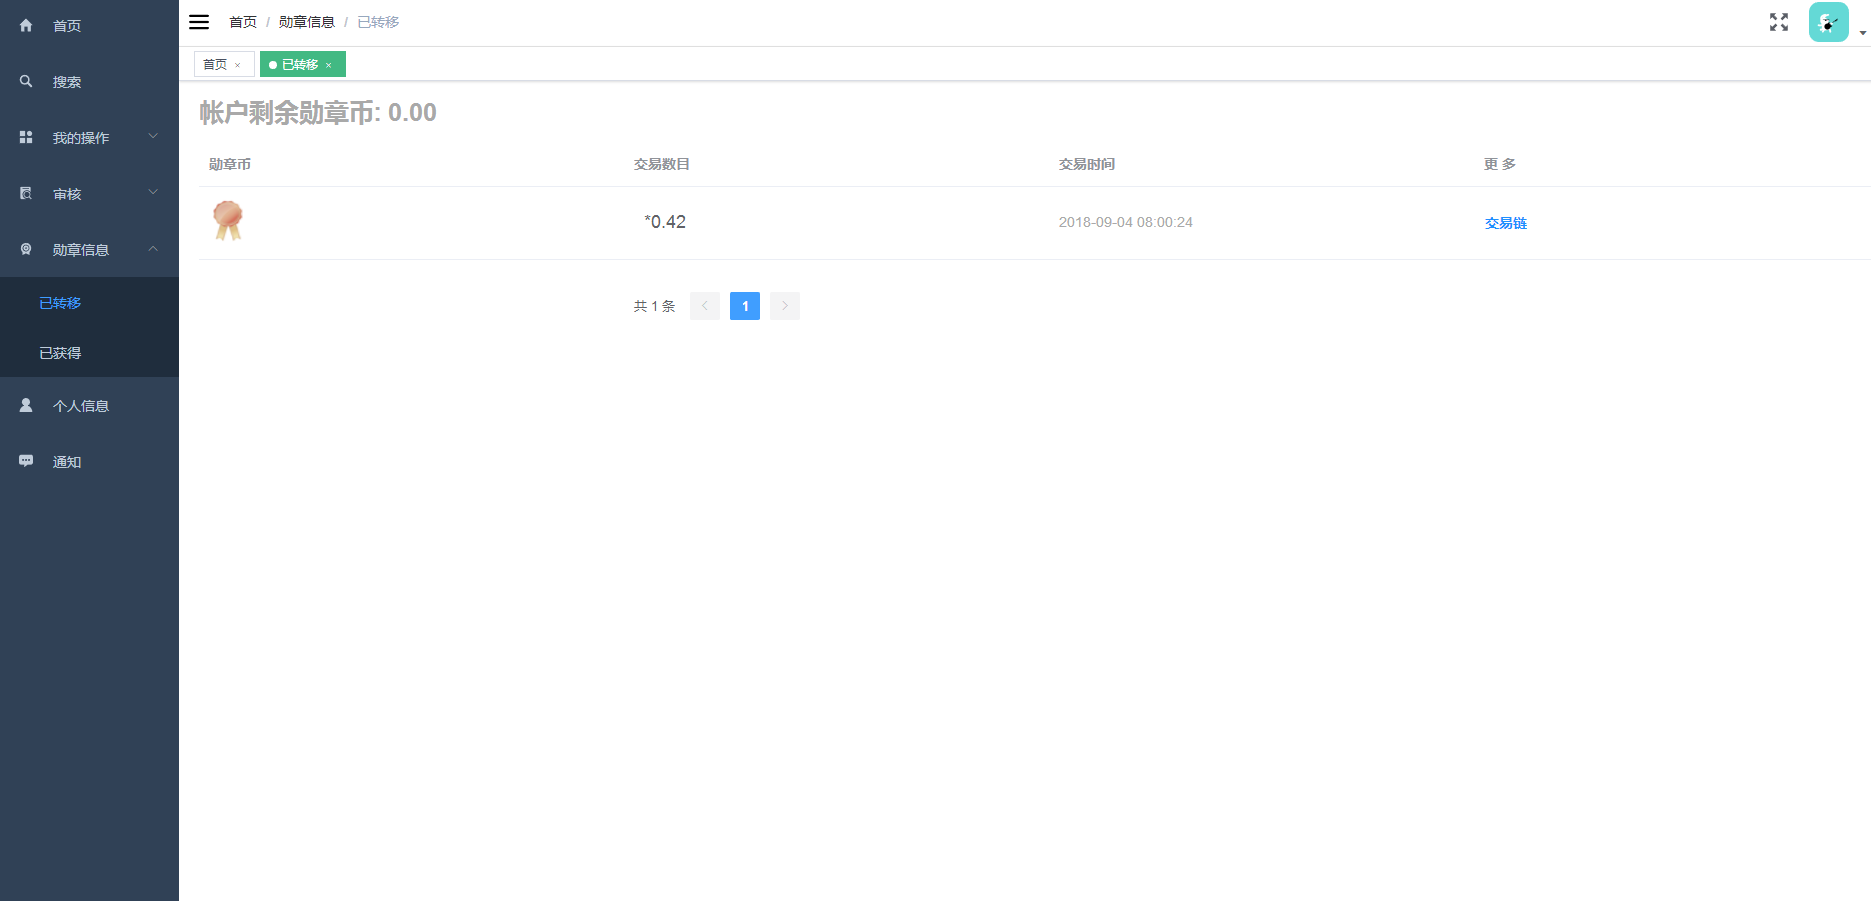 首页
搜索
我的操作
审核
勋章信息
已转移
已获得
个人信息
通知
首页 / 勋章信息 / 已转移
首页 × 已转移 ×
帐户剩余勋章币: 0.00
勋章币 交易数目 交易时间 更 多
*0.42 2018-09-04 08:00:24 交易链
共 1 条 1